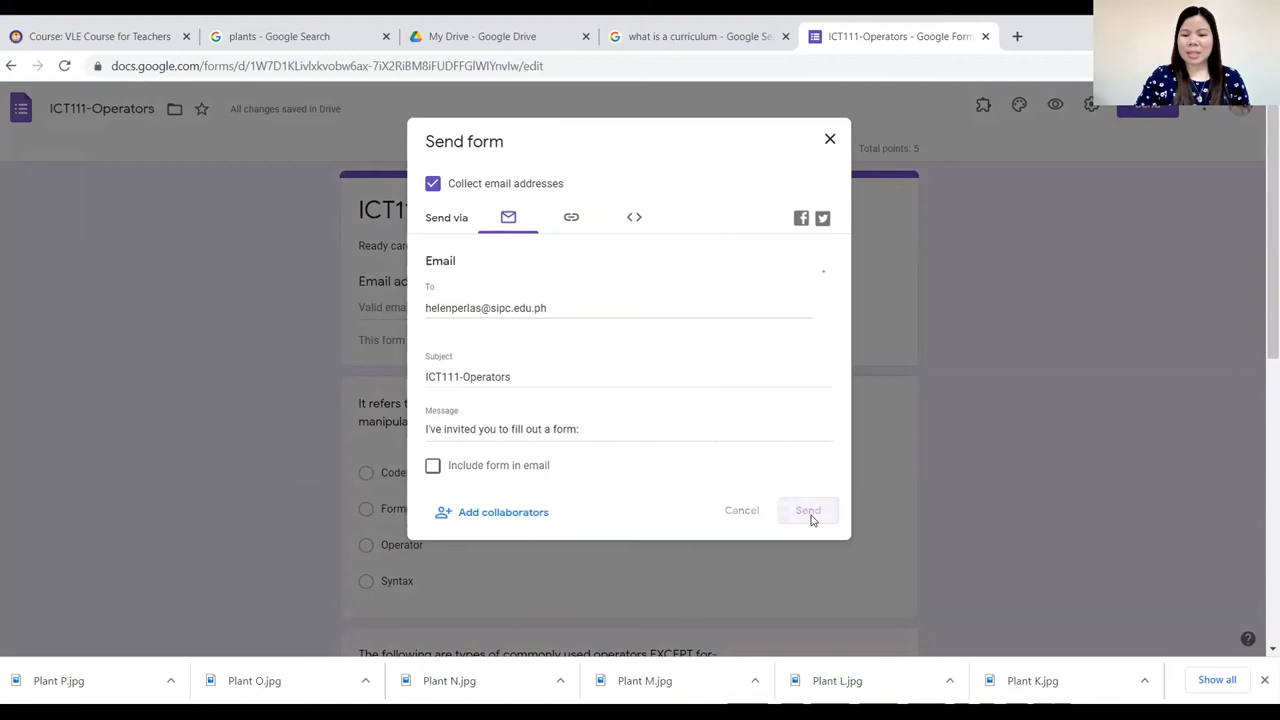 Course: VLE Course for Teachers
plants - Google Search
My Drive - Google Drive
what is a curriculum - Google Se
ICT111-Operators - Google Form
docs.google.com/forms/d/1W7D1KLivlxkvobw6ax-7iX2RiBM8iFUDFFGlWIYnvIw/edit
ICT111-Operators
All changes saved in Drive
Total points: 5
Send form
Collect email addresses
Send via
Email
To
helenperlas@sipc.edu.ph
Subject
ICT111-Operators
Message
I've invited you to fill out a form:
Include form in email
Add collaborators
Cancel
Send
ICT1
Ready
Email ad
Valid emai
This form
It refers t
manipula
Code
Form
Operator
Syntax
The following are types of commonly used operators EXCEPT for-
Plant P.jpg
Plant O.jpg
Plant N.jpg
Plant M.jpg
Plant L.jpg
Plant K.jpg
Show all